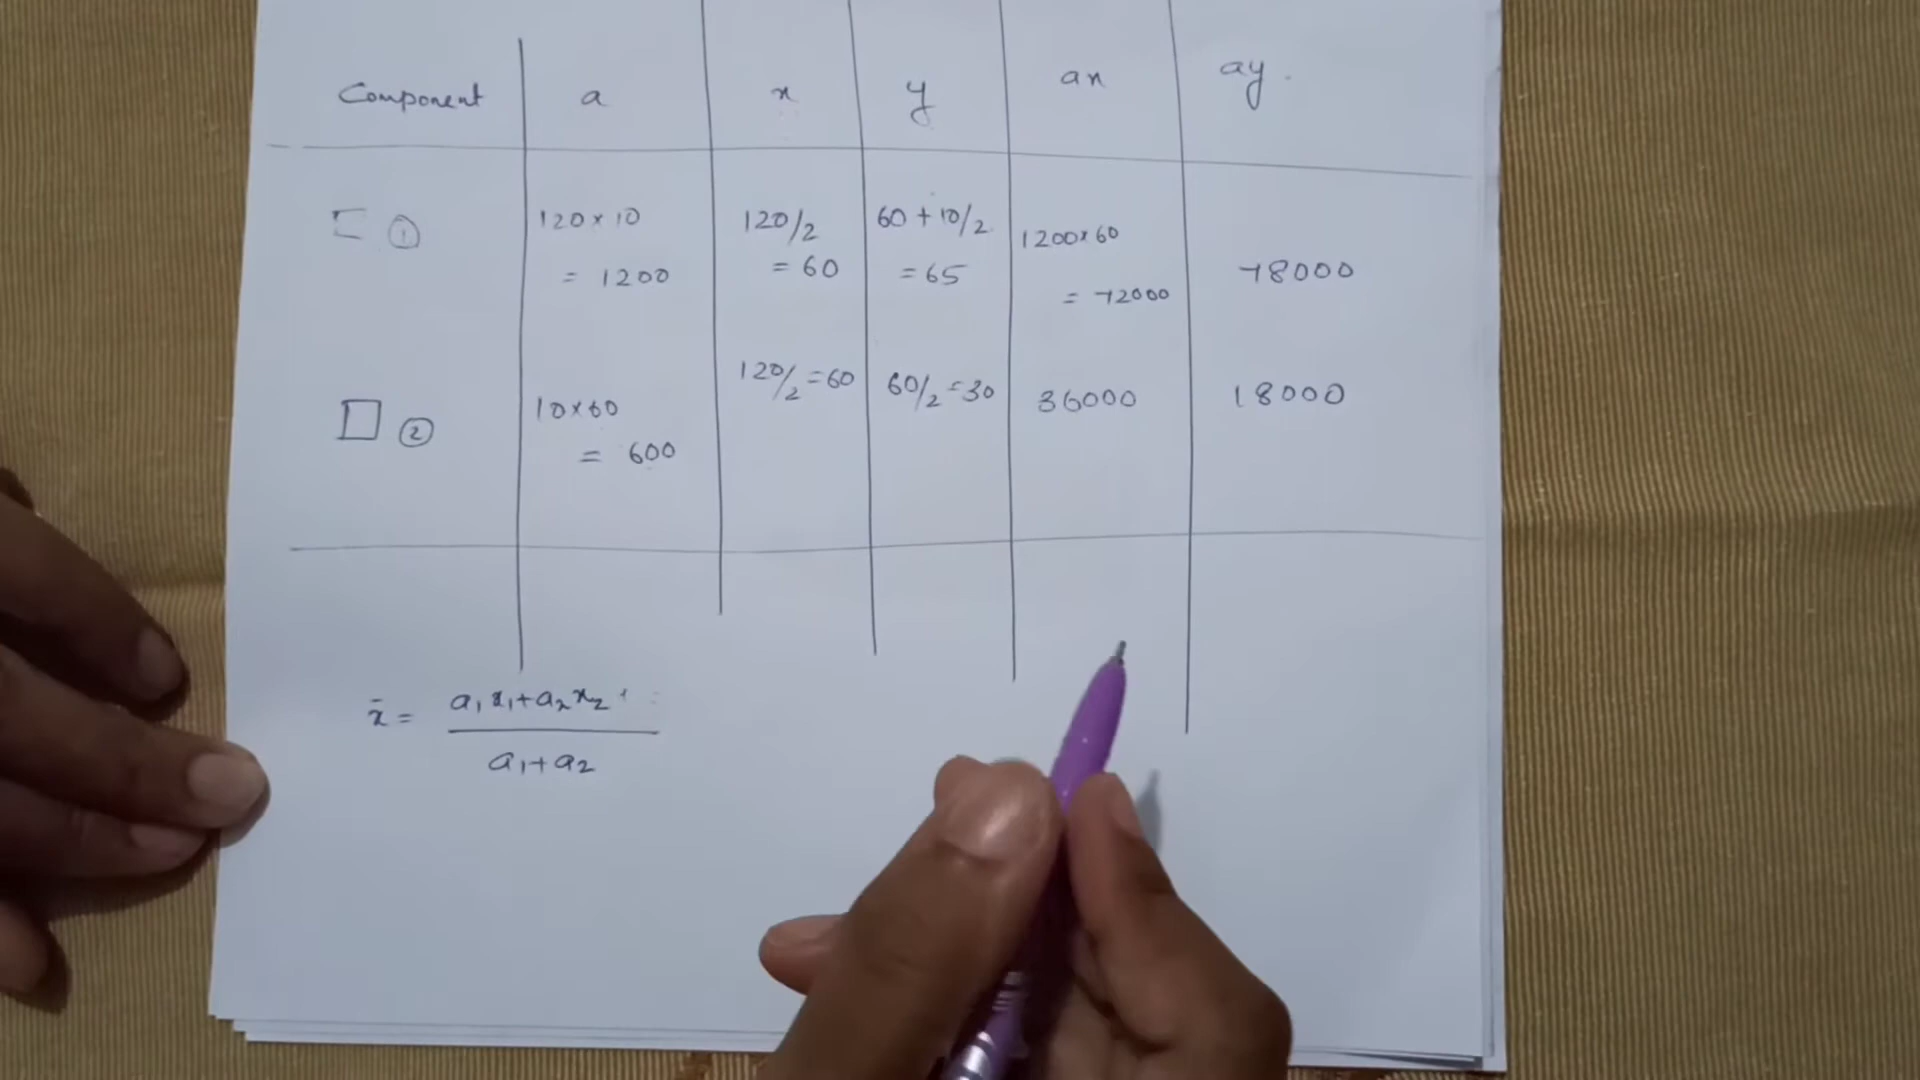 Component a x y ax ay.
① 120 × 10 120/2 60 + 10/2 1200×60
= 1200 = 60 = 65 = 72000 78000
② 10×60 120/2 = 60 60/2 = 30 36000 18000
= 600
x̄ = a₁x₁+a₂x₂
a₁+a₂